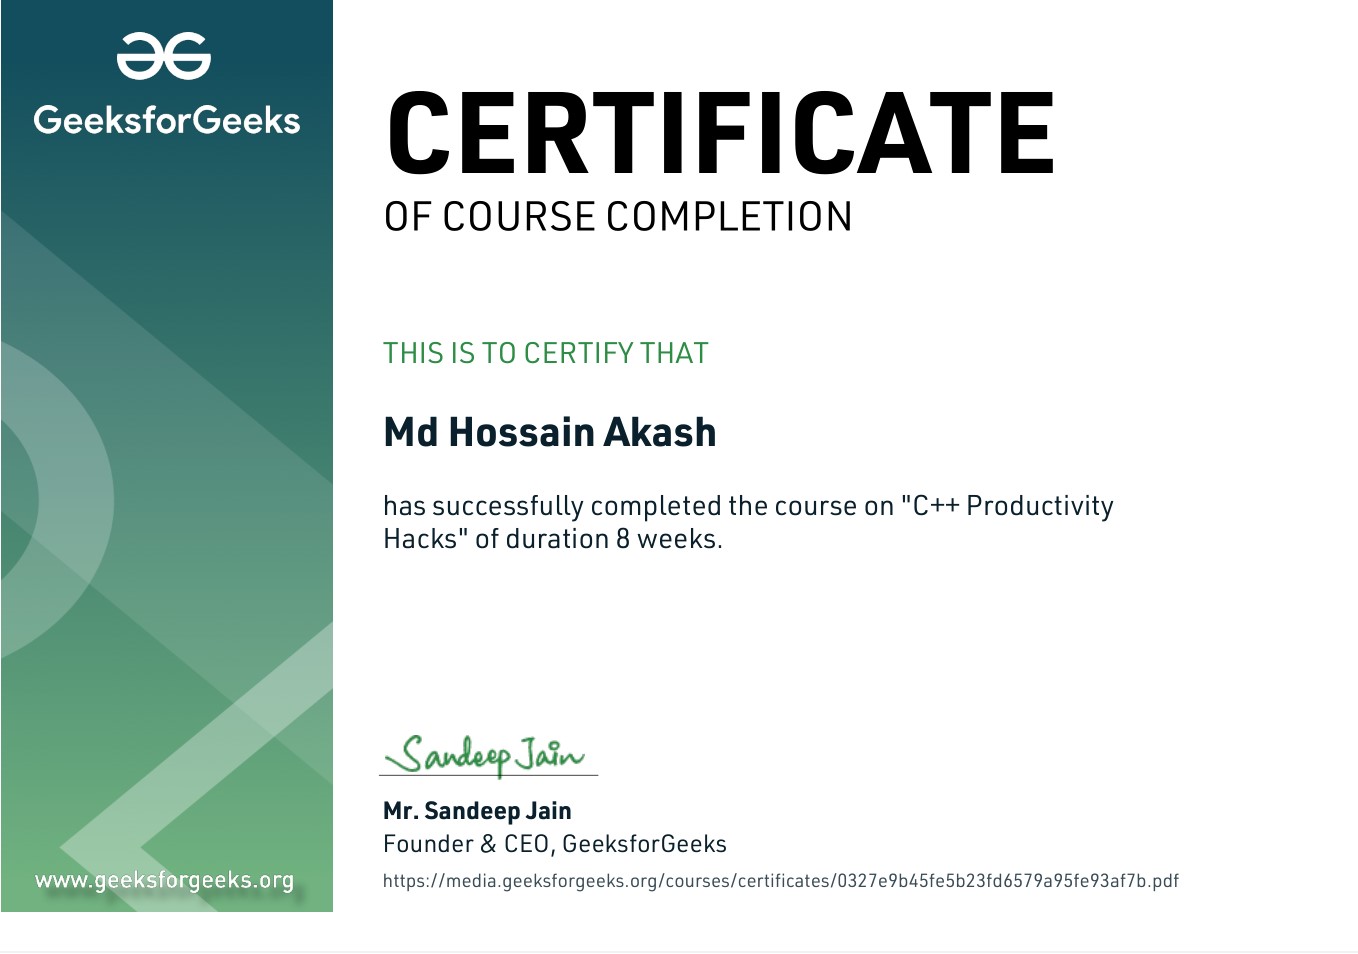 GeeksforGeeks
CERTIFICATE
OF COURSE COMPLETION
THIS IS TO CERTIFY THAT
Md Hossain Akash
has successfully completed the course on "C++ Productivity
Hacks" of duration 8 weeks.
Sandeep Jain
Mr. Sandeep Jain
Founder & CEO, GeeksforGeeks
https://media.geeksforgeeks.org/courses/certificates/0327e9b45fe5b23fd6579a95fe93af7b.pdf
www.geeksforgeeks.org